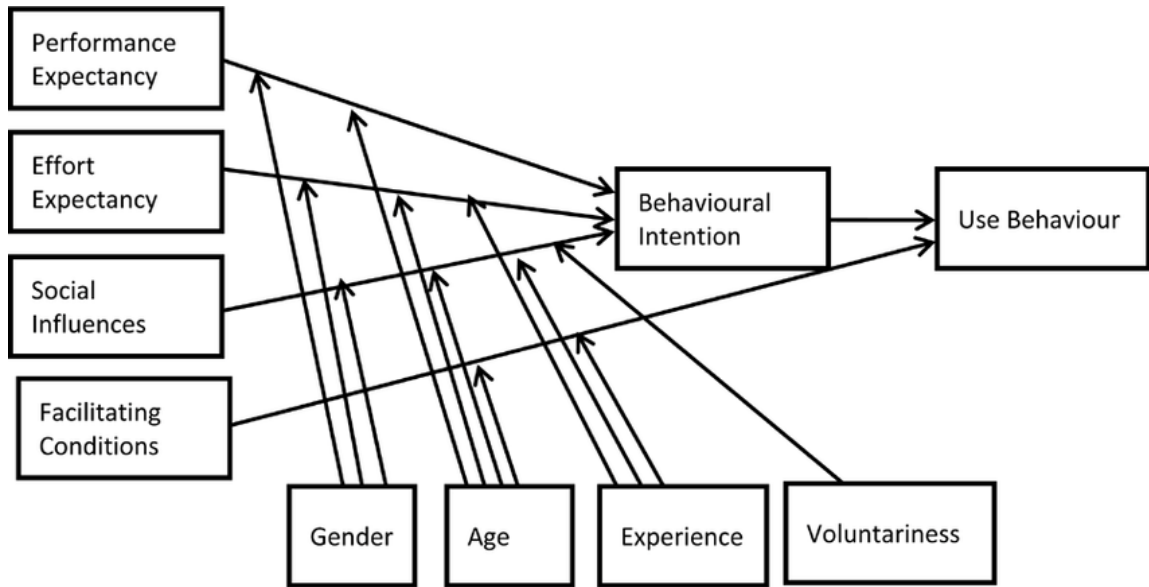 Performance
Expectancy
Effort
Expectancy
Social
Influences
Facilitating
Conditions
Behavioural
Intention
Use Behaviour
Gender
Age
Experience
Voluntariness